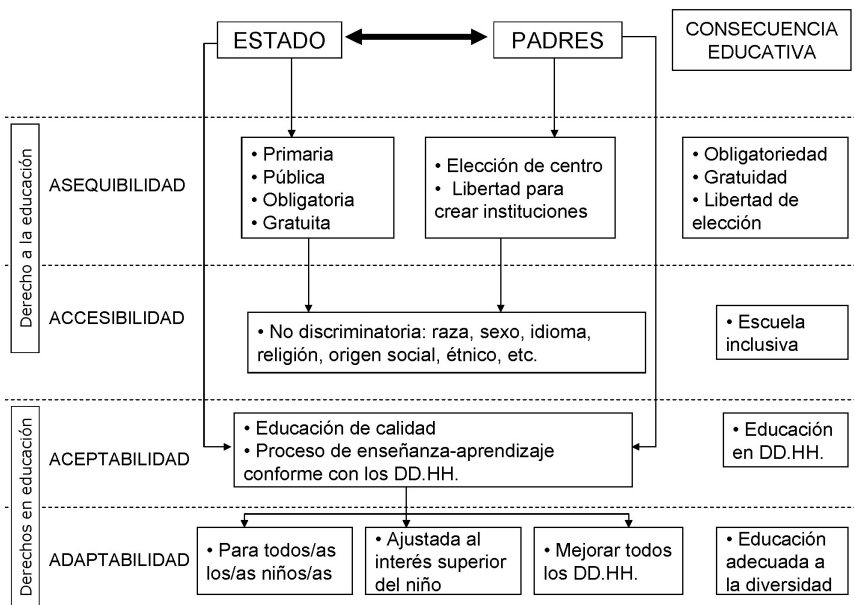 ESTADO
PADRES
CONSECUENCIA
EDUCATIVA
Derecho a la educación
ASEQUIBILIDAD
• Primaria
• Pública
• Obligatoria
• Gratuita
• Elección de centro
• Libertad para
crear instituciones
• Obligatoriedad
• Gratuidad
• Libertad de
elección
ACCESIBILIDAD
• No discriminatoria: raza, sexo, idioma,
religión, origen social, étnico, etc.
• Escuela
inclusiva
Derechos en educación
ACEPTABILIDAD
• Educación de calidad
• Proceso de enseñanza-aprendizaje
conforme con los DD.HH.
• Educación
en DD.HH.
ADAPTABILIDAD
• Para todos/as
los/as niños/as
• Ajustada al
interés superior
del niño
• Mejorar todos
los DD.HH.
• Educación
adecuada a
la diversidad